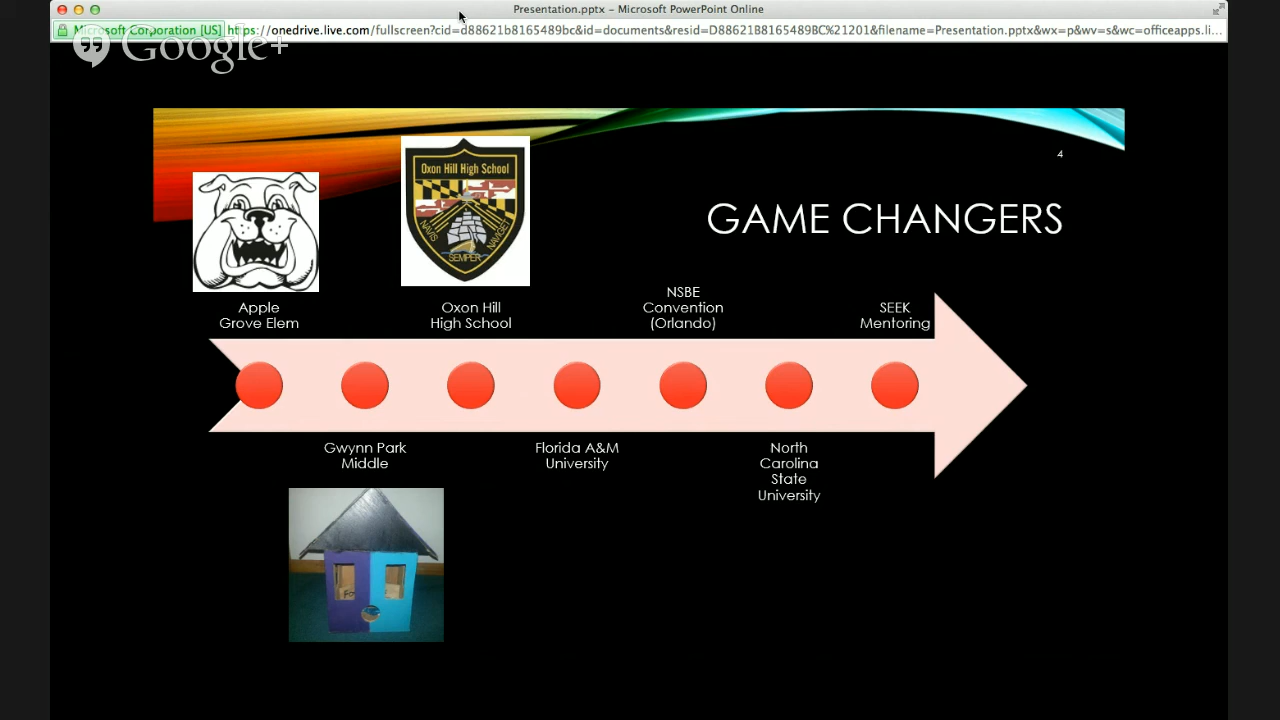 Presentation.pptx - Microsoft PowerPoint Online
Microsoft Corporation [US] https://onedrive.live.com/fullscreen?cid=d88621b8165489bc&id=documents&resid=D88621B8165489BC%21201&filename=Presentation.pptx&wx=p&wv=s&wc=officeapps.li...
Google+
4
GAME CHANGERS
Oxon Hill High School
NAVIS
SEMPER
NAVIGET
Apple
Grove Elem
Oxon Hill
High School
NSBE
Convention
(Orlando)
SEEK
Mentoring
Gwynn Park
Middle
Florida A&M
University
North
Carolina
State
University